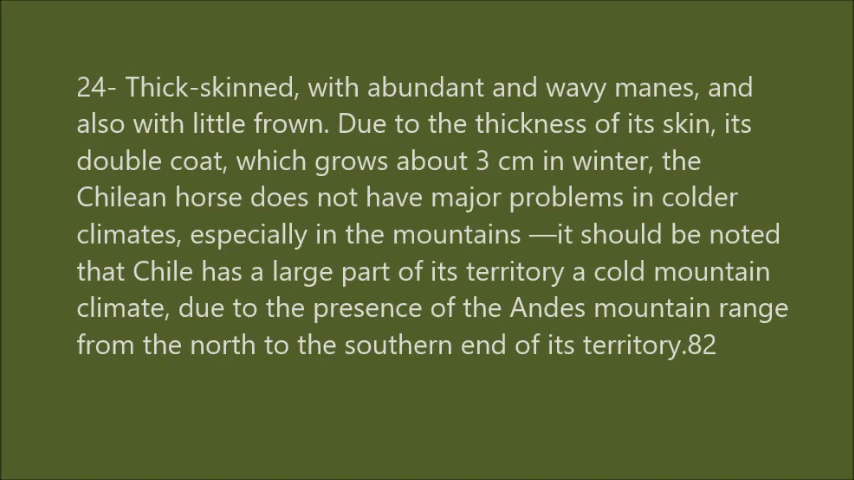 24- Thick-skinned, with abundant and wavy manes, and
also with little frown. Due to the thickness of its skin, its
double coat, which grows about 3 cm in winter, the
Chilean horse does not have major problems in colder
climates, especially in the mountains —it should be noted
that Chile has a large part of its territory a cold mountain
climate, due to the presence of the Andes mountain range
from the north to the southern end of its territory.82